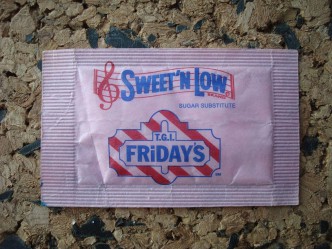 SWEET'N LOW
SUGAR SUBSTITUTE
T.G.I.
FRiDAY'S